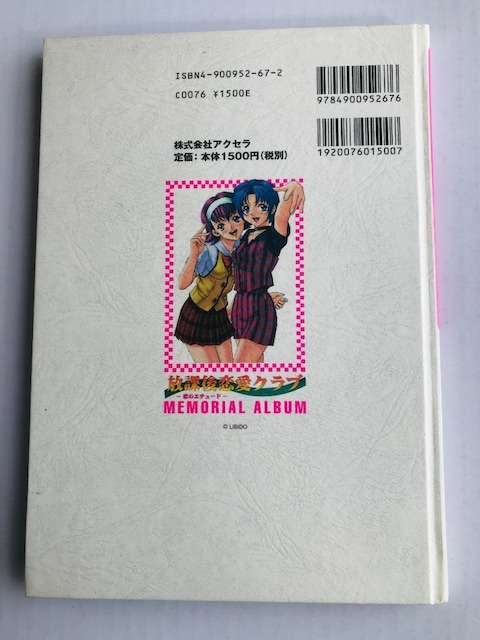 ISBN4-900952-67-2
C0076 ¥1500E
9784900952676
株式会社アクセラ
定価：本体1500円(税別)
1920076015007
放課後恋愛クラブ
－恋のエチュード－
MEMORIAL ALBUM
© LIBIDO